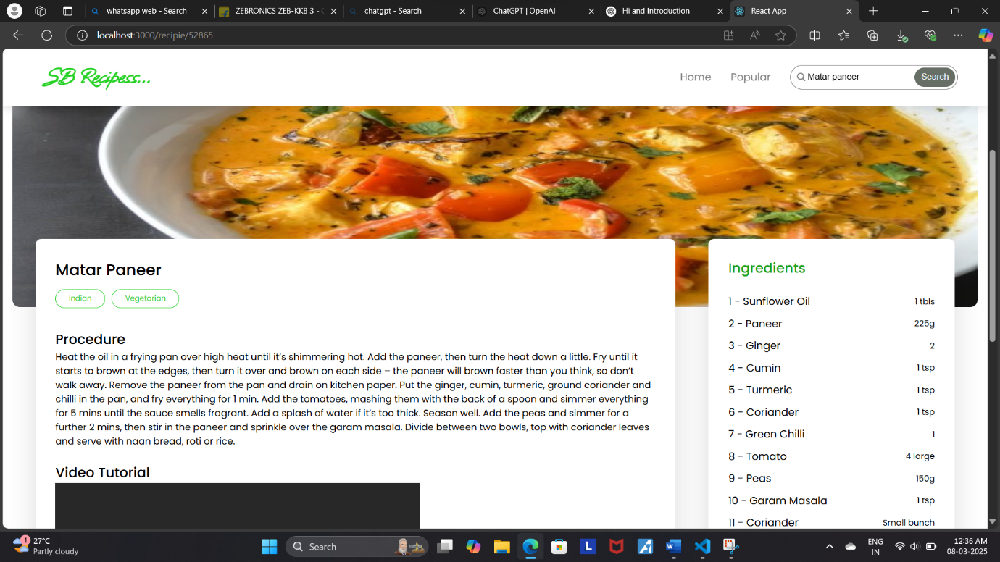 whatsapp web - Search
ZEBRONICS ZEB-KKB 3 -
chatgpt - Search
ChatGPT | OpenAI
Hi and Introduction
React App
localhost:3000/recipie/52865
SB Recipess...
Home
Popular
Matar paneer
Search
Matar Paneer
Indian
Vegetarian
Procedure
Heat the oil in a frying pan over high heat until it’s shimmering hot. Add the paneer, then turn the heat down a little. Fry until it
starts to brown at the edges, then turn it over and brown on each side – the paneer will brown faster than you think, so don’t
walk away. Remove the paneer from the pan and drain on kitchen paper. Put the ginger, cumin, turmeric, ground coriander and
chilli in the pan, and fry everything for 1 min. Add the tomatoes, mashing them with the back of a spoon and simmer everything
for 5 mins until the sauce smells fragrant. Add a splash of water if it’s too thick. Season well. Add the peas and simmer for a
further 2 mins, then stir in the paneer and sprinkle over the garam masala. Divide between two bowls, top with coriander leaves
and serve with naan bread, roti or rice.
Video Tutorial
Ingredients
1 - Sunflower Oil 1 tbls
2 - Paneer 225g
3 - Ginger 2
4 - Cumin 1 tsp
5 - Turmeric 1 tsp
6 - Coriander 1 tsp
7 - Green Chilli 1
8 - Tomato 4 large
9 - Peas 150g
10 - Garam Masala 1 tsp
11 - Coriander Small bunch
1
27°C
Partly cloudy
Search
ENG
IN
12:36 AM
08-03-2025